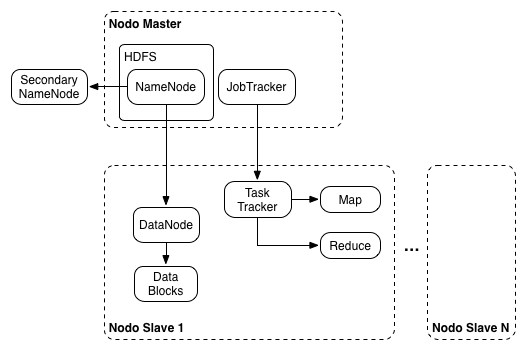 Nodo Master
HDFS
Secondary
NameNode
NameNode
JobTracker
Task
Tracker
Map
DataNode
Reduce
...
Data
Blocks
Nodo Slave 1
Nodo Slave N